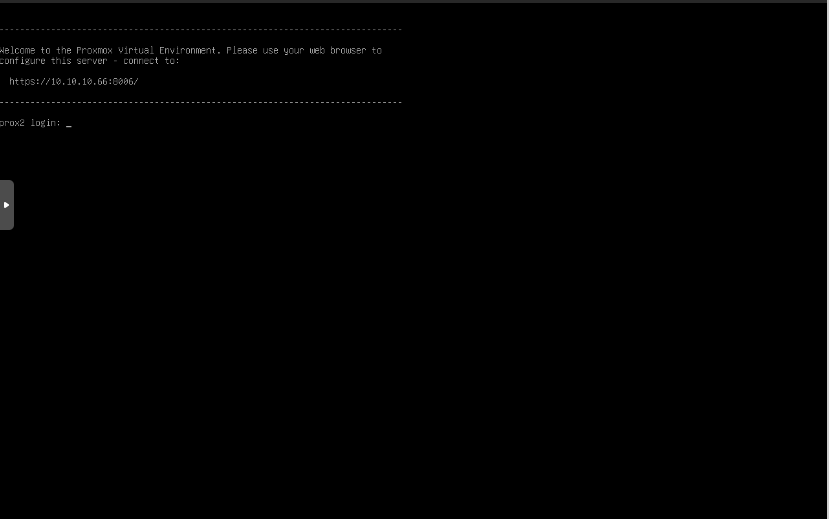 --------------------------------------------------------------------------------
Welcome to the Proxmox Virtual Environment. Please use your web browser to
configure this server - connect to:
https://10.10.10.66:8006/
--------------------------------------------------------------------------------
prox2 login: _